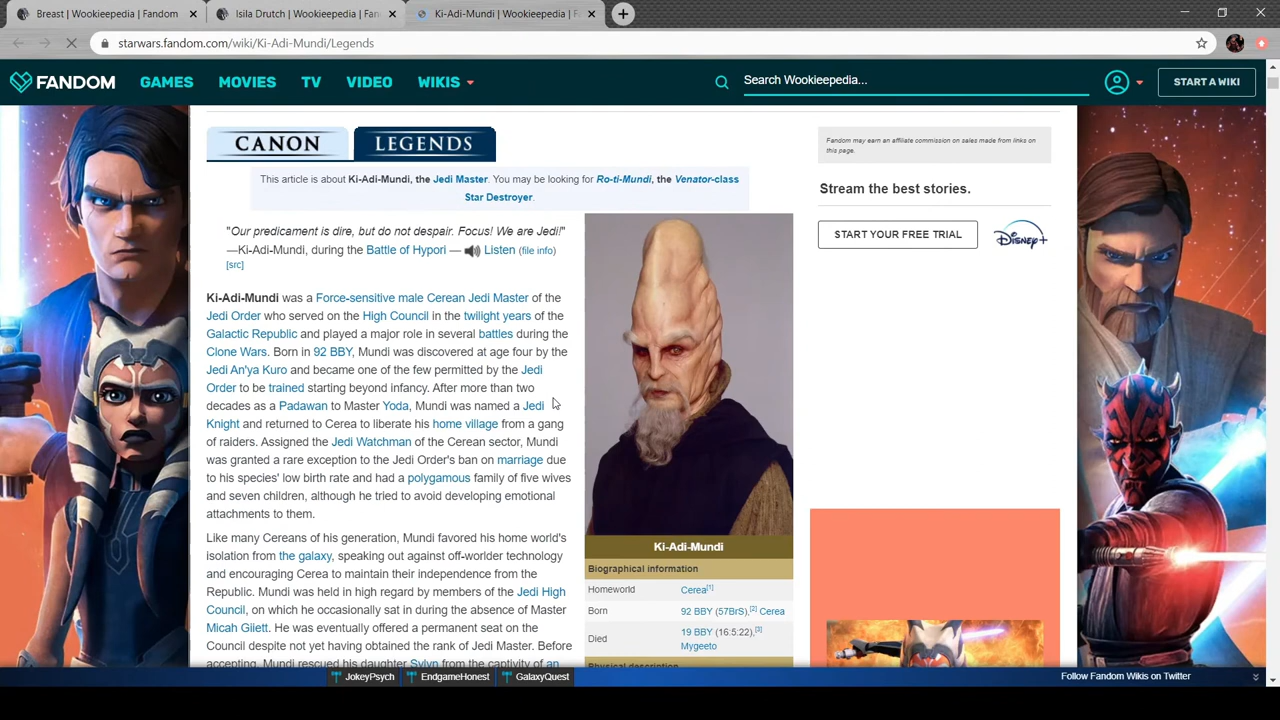 Breast | Wookieepedia | Fandom
Isila Drutch | Wookieepedia | Fan
Ki-Adi-Mundi | Wookieepedia | F
starwars.fandom.com/wiki/Ki-Adi-Mundi/Legends
FANDOM GAMES MOVIES TV VIDEO WIKIS Search Wookieepedia... START A WIKI
CANON LEGENDS
This article is about Ki-Adi-Mundi, the Jedi Master. You may be looking for Ro-ti-Mundi, the Venator-class
Star Destroyer.
"Our predicament is dire, but do not despair. Focus! We are Jedi!"
—Ki-Adi-Mundi, during the Battle of Hypori — Listen (file info)
[src]
Ki-Adi-Mundi was a Force-sensitive male Cerean Jedi Master of the
Jedi Order who served on the High Council in the twilight years of the
Galactic Republic and played a major role in several battles during the
Clone Wars. Born in 92 BBY, Mundi was discovered at age four by the
Jedi An'ya Kuro and became one of the few permitted by the Jedi
Order to be trained starting beyond infancy. After more than two
decades as a Padawan to Master Yoda, Mundi was named a Jedi
Knight and returned to Cerea to liberate his home village from a gang
of raiders. Assigned the Jedi Watchman of the Cerean sector, Mundi
was granted a rare exception to the Jedi Order's ban on marriage due
to his species' low birth rate and had a polygamous family of five wives
and seven children, although he tried to avoid developing emotional
attachments to them.
Like many Cereans of his generation, Mundi favored his home world's
isolation from the galaxy, speaking out against off-worlder technology
and encouraging Cerea to maintain their independence from the
Republic. Mundi was held in high regard by members of the Jedi High
Council, on which he occasionally sat in during the absence of Master
Micah Giiett. He was eventually offered a permanent seat on the
Council despite not yet having obtained the rank of Jedi Master. Before
accepting, Mundi rescued his daughter Sylvn from the captivity of an
Ki-Adi-Mundi
Biographical information
Homeworld Cerea[1]
Born 92 BBY (57BrS),[2] Cerea
Died 19 BBY (16:5:22),[3]
Mygeeto
Physical description
Fandom may earn an affiliate commission on sales made from links on
this page.
Stream the best stories.
START YOUR FREE TRIAL Disney+
JokeyPsych EndgameHonest GalaxyQuest Follow Fandom Wikis on Twitter